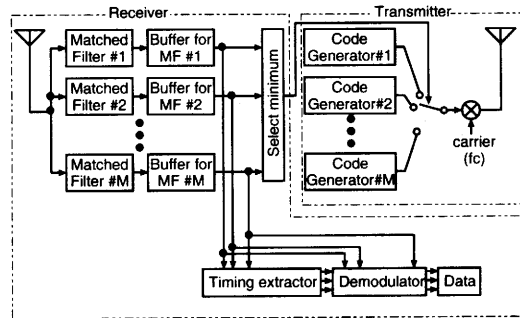 Receiver
Transmitter
Matched
Filter #1
Buffer for
MF #1
Matched
Filter #2
Buffer for
MF #2
Matched
Filter #M
Buffer for
MF #M
Select minimum
Code
Generator#1
Code
Generator#2
Code
Generator#M
carrier
(fc)
Timing extractor
Demodulator
Data